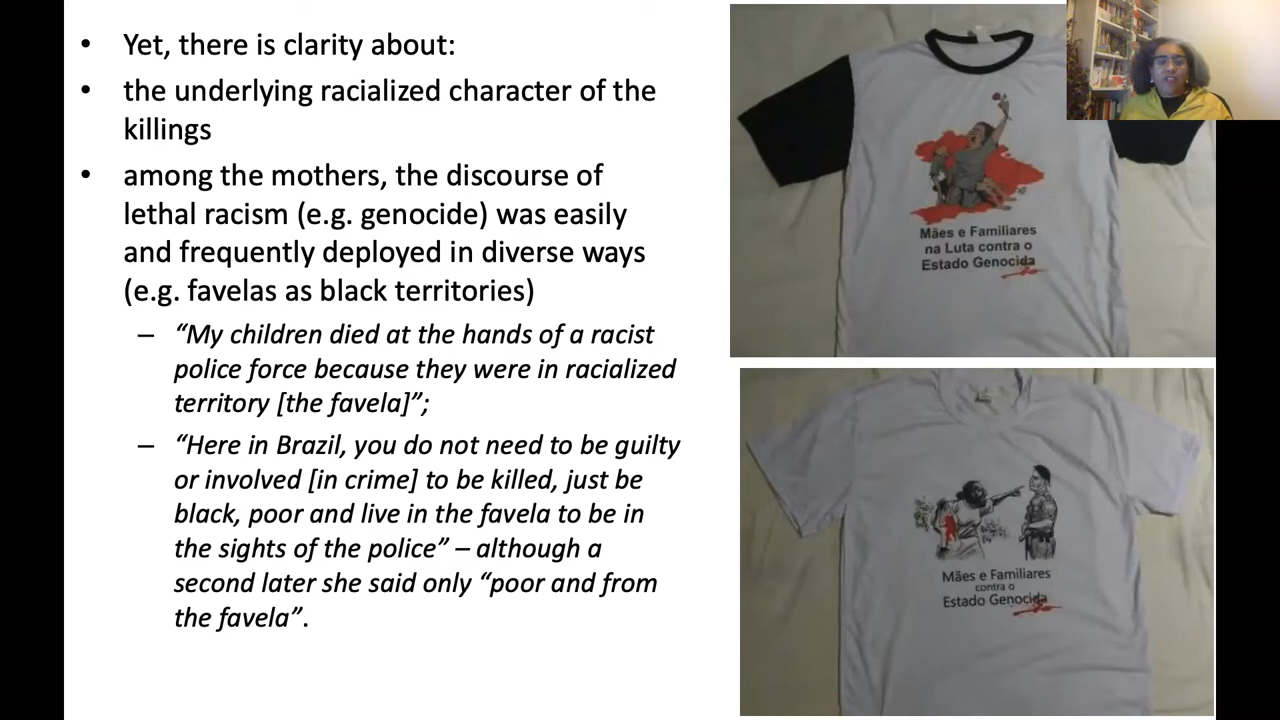 • Yet, there is clarity about:
• the underlying racialized character of the
killings
• among the mothers, the discourse of
lethal racism (e.g. genocide) was easily
and frequently deployed in diverse ways
(e.g. favelas as black territories)
– “My children died at the hands of a racist
police force because they were in racialized
territory [the favela]”;
– “Here in Brazil, you do not need to be guilty
or involved [in crime] to be killed, just be
black, poor and live in the favela to be in
the sights of the police” – although a
second later she said only “poor and from
the favela”.
Mães e Familiares
na Luta contra o
Estado Genocida
Mães e Familiares
contra o
Estado Genocida